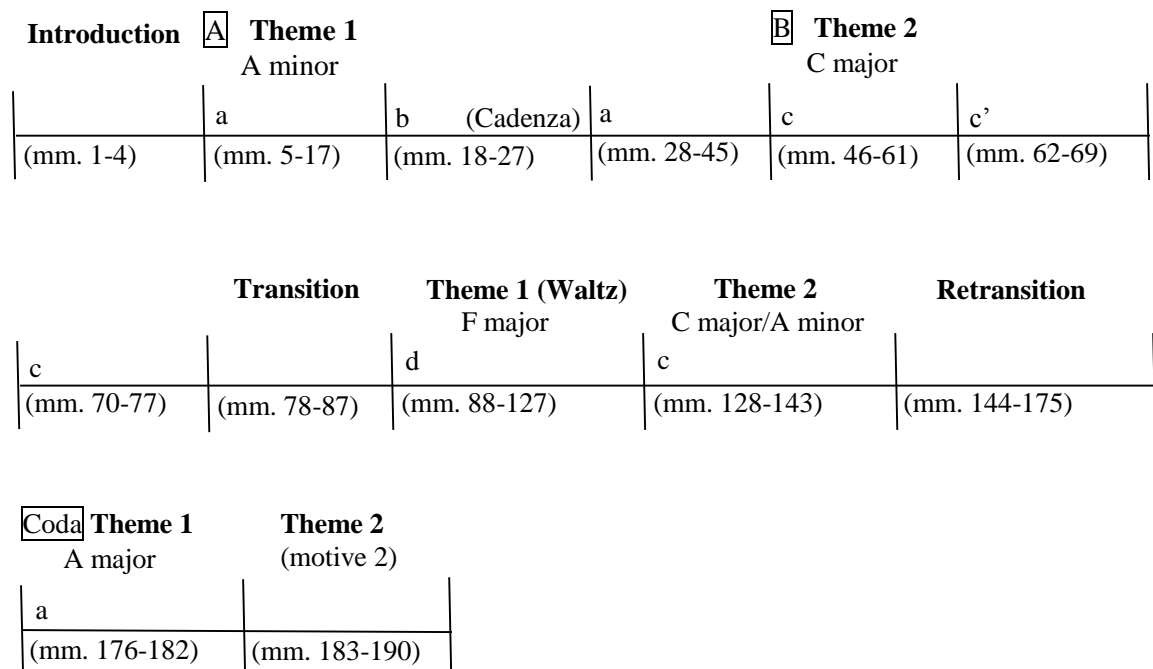 Introduction A Theme 1 B Theme 2
A minor C major
a b (Cadenza) a c c’
(mm. 1-4) (mm. 5-17) (mm. 18-27) (mm. 28-45) (mm. 46-61) (mm. 62-69)
Transition Theme 1 (Waltz) Theme 2 Retransition
F major C major/A minor
c d c
(mm. 70-77) (mm. 78-87) (mm. 88-127) (mm. 128-143) (mm. 144-175)
Coda Theme 1 Theme 2
A major (motive 2)
a
(mm. 176-182) (mm. 183-190)